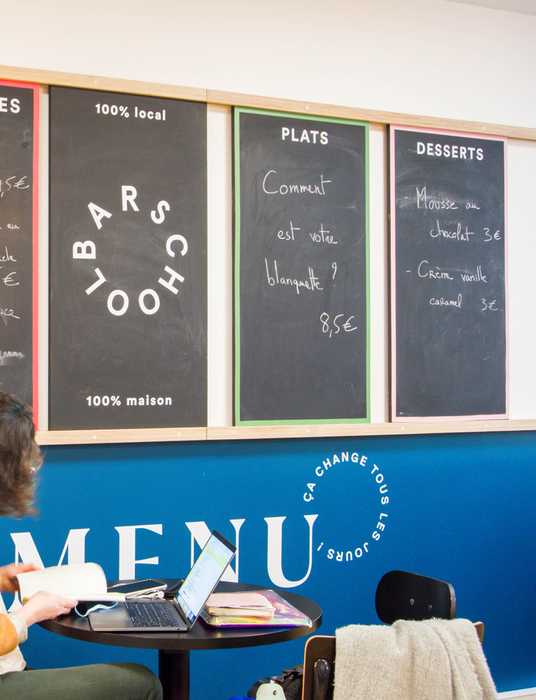 ES
5€
€
100% local
BARSCHOOL
100% maison
PLATS
Comment
est votre
blanquette ?
8,5€
DESSERTS
Mousse au
chocolat 3€
- Crèm vanille
caramel 3€
MENU
ÇA CHANGE TOUS LES JOURS !